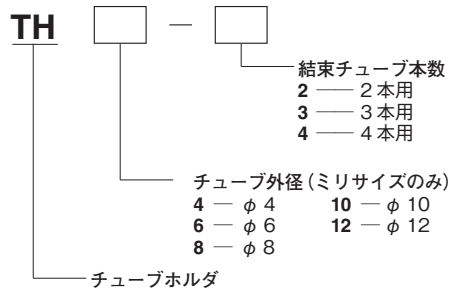 TH □ － □
結束チューブ本数
2 ── 2本用
3 ── 3本用
4 ── 4本用
チューブ外径(ミリサイズのみ)
4 ─ φ4 10 ─ φ10
6 ─ φ6 12 ─ φ12
8 ─ φ8
チューブホルダ